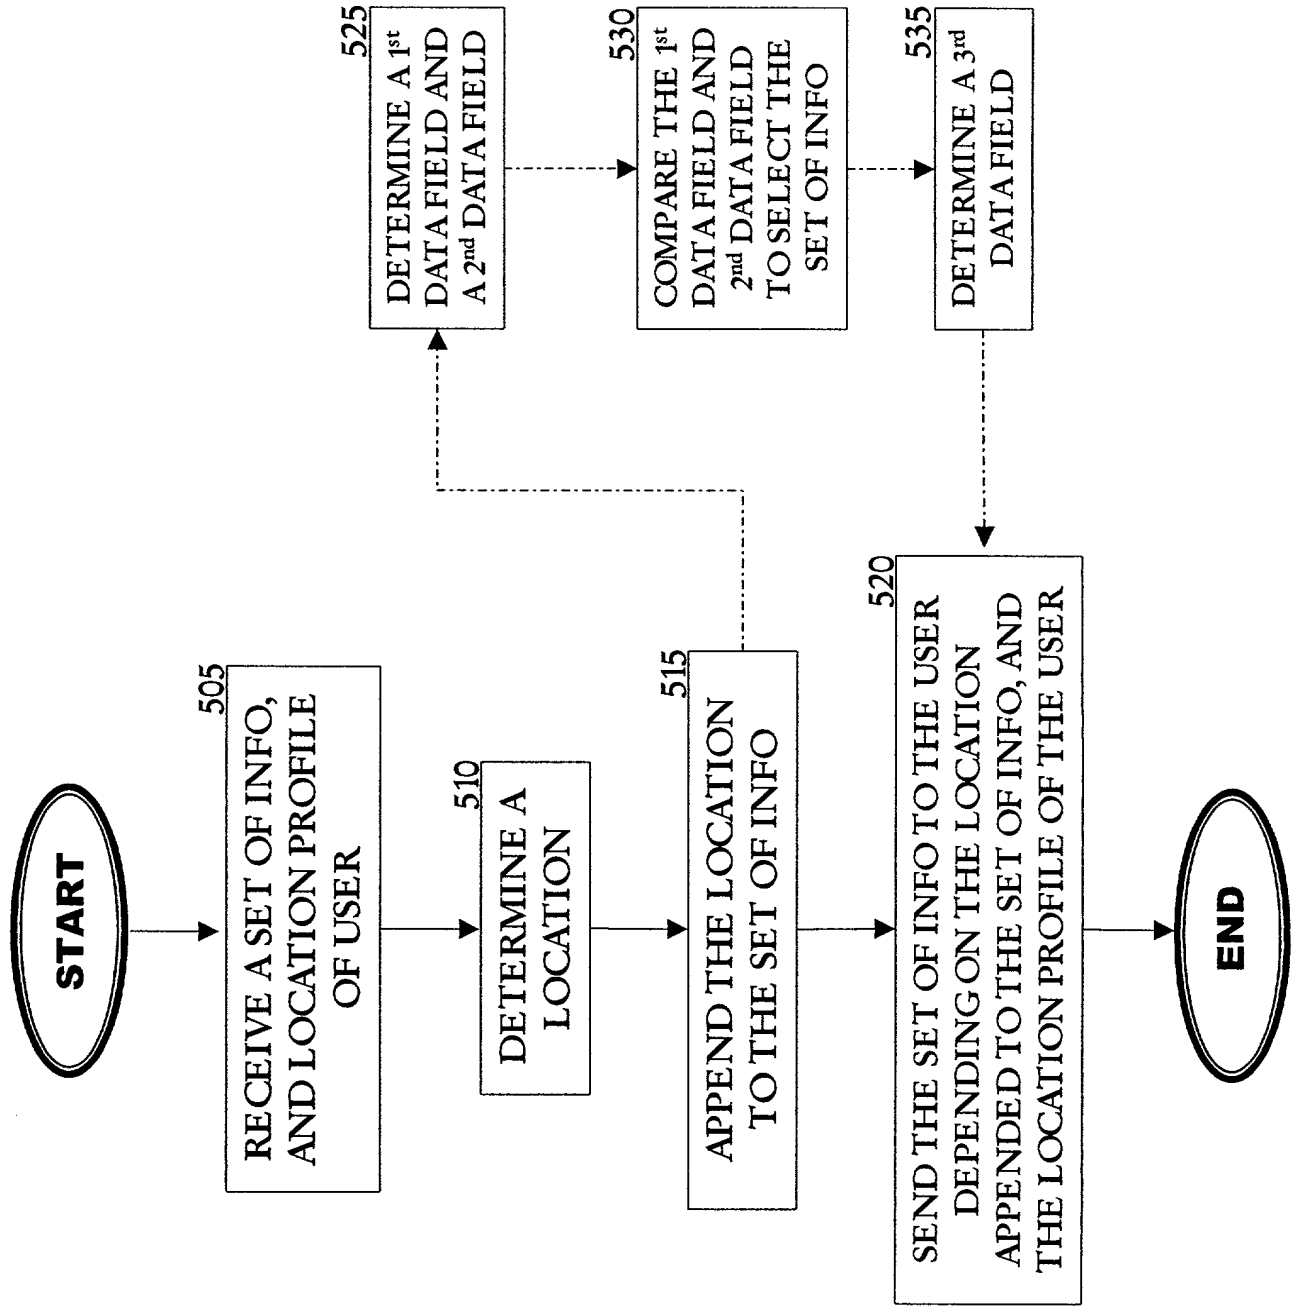 START
505
RECEIVE A SET OF INFO,
AND LOCATION PROFILE
OF USER
510
DETERMINE A
LOCATION
515
APPEND THE LOCATION
TO THE SET OF INFO
520
SEND THE SET OF INFO TO THE USER
DEPENDING ON THE LOCATION
APPENDED TO THE SET OF INFO, AND
THE LOCATION PROFILE OF THE USER
END
525
DETERMINE A 1st
DATA FIELD AND
A 2nd DATA FIELD
530
COMPARE THE 1st
DATA FIELD AND
2nd DATA FIELD
TO SELECT THE
SET OF INFO
535
DETERMINE A 3rd
DATA FIELD